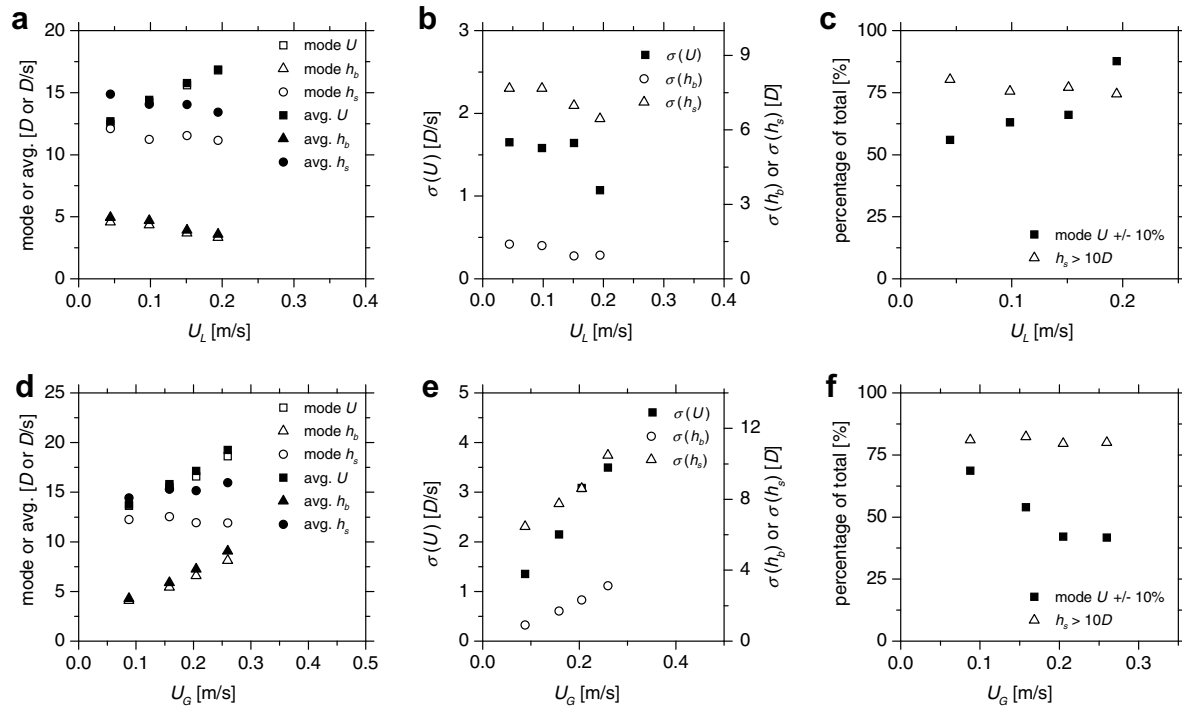 a
mode or avg. [D or D/s]
20
15
10
5
0
0.0 0.1 0.2 0.3 0.4
U_L [m/s]
mode U
mode h_b
mode h_s
avg. U
avg. h_b
avg. h_s
b
σ(U) [D/s]
3
2
1
0
0.0 0.1 0.2 0.3 0.4
U_L [m/s]
9
6
3
0
σ(h_b) or σ(h_s) [D]
σ(U)
σ(h_b)
σ(h_s)
c
percentage of total [%]
100
75
50
25
0
0.0 0.1 0.2
U_L [m/s]
mode U +/- 10%
h_s > 10D
d
mode or avg. [D or D/s]
25
20
15
10
5
0
0.0 0.1 0.2 0.3 0.4 0.5
U_G [m/s]
mode U
mode h_b
mode h_s
avg. U
avg. h_b
avg. h_s
e
σ(U) [D/s]
5
4
3
2
1
0
0.0 0.2 0.4
U_G [m/s]
12
8
4
0
σ(h_b) or σ(h_s) [D]
σ(U)
σ(h_b)
σ(h_s)
f
percentage of total [%]
100
75
50
25
0
0.0 0.1 0.2 0.3
U_G [m/s]
mode U +/- 10%
h_s > 10D